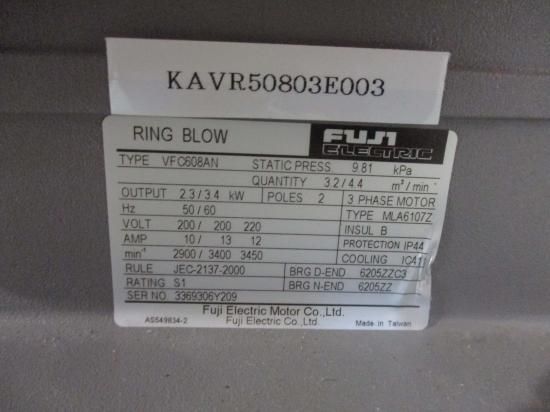 KAVR50803E003
RING BLOW FUJI ELECTRIC
TYPE VFC608AN STATIC PRESS. 9.81 kPa
QUANTITY 3.2/4.4 m³/min
OUTPUT 2.3/3.4 kW POLES 2 3 PHASE MOTOR
Hz 50/60 TYPE MLA6107Z
VOLT 200/ 200 220 INSUL B
AMP 10/ 13 12 PROTECTION IP44
min⁻¹ 2900/ 3400 3450 COOLING IC411
RULE JEC-2137-2000 BRG D-END 6205ZZC3
RATING S1 BRG N-END 6205ZZ
SER NO. 3369306Y209
Fuji Electric Motor Co.,Ltd.
AS549834-2 Fuji Electric Co.,Ltd. Made in Taiwan